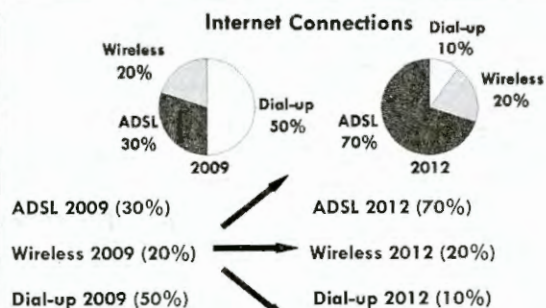 Internet Connections
Wireless
20%
ADSL
30%
Dial-up
50%
2009
Dial-up
10%
Wireless
20%
ADSL
70%
2012
ADSL 2009 (30%)
ADSL 2012 (70%)
Wireless 2009 (20%)
Wireless 2012 (20%)
Dial-up 2009 (50%)
Dial-up 2012 (10%)